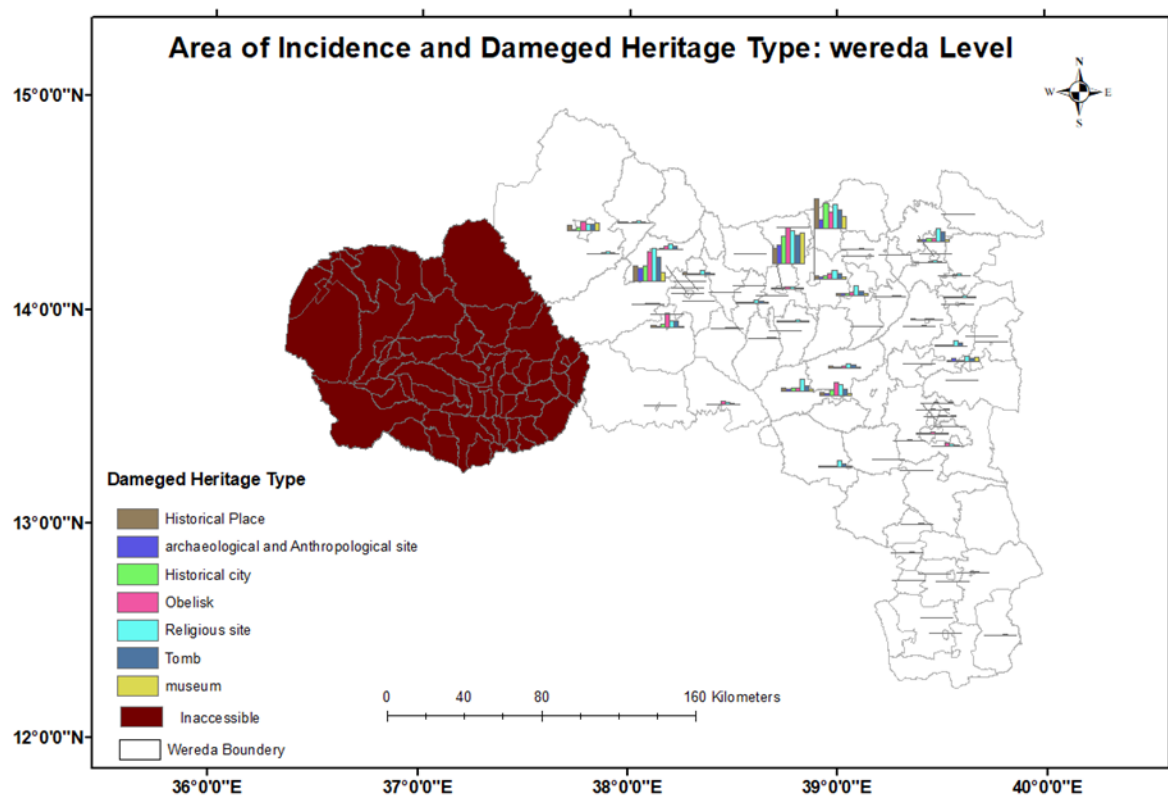 Area of Incidence and Dameged Heritage Type: wereda Level
N
W E
S
15°0'0"N
14°0'0"N
13°0'0"N
12°0'0"N
Dameged Heritage Type
Historical Place
archaeological and Anthropological site
Historical city
Obelisk
Religious site
Tomb
museum
Inaccessible
Wereda Boundery
0 40 80 160 Kilometers
36°0'0"E 37°0'0"E 38°0'0"E 39°0'0"E 40°0'0"E